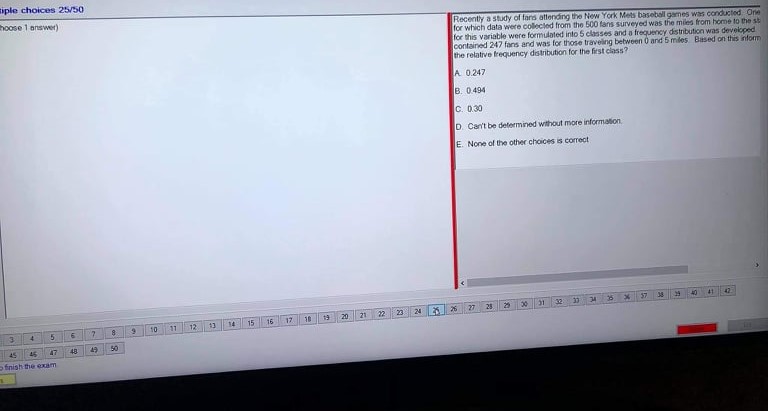 tiple choices 25/50
hoose 1 answer)
Recently a study of fans attending the New York Mets baseball games was conducted. One
for which data were collected from the 500 fans surveyed was the miles from home to the st
for this variable were formulated into 5 classes and a frequency distribution was developed.
contained 247 fans and was for those traveling between 0 and 5 miles. Based on this inform
the relative frequency distribution for the first class?
A. 0.247
B. 0.494
C. 0.30
D. Can't be determined without more information.
E. None of the other choices is correct
3 4 5 6 7 8 9 10 11 12 13 14 15 16 17 18 19 20 21 22 23 24 25 26 27 28 29 30 31 32 33 34 35 36 37 38 39 40 41 42
45 46 47 48 49 50
finish the exam